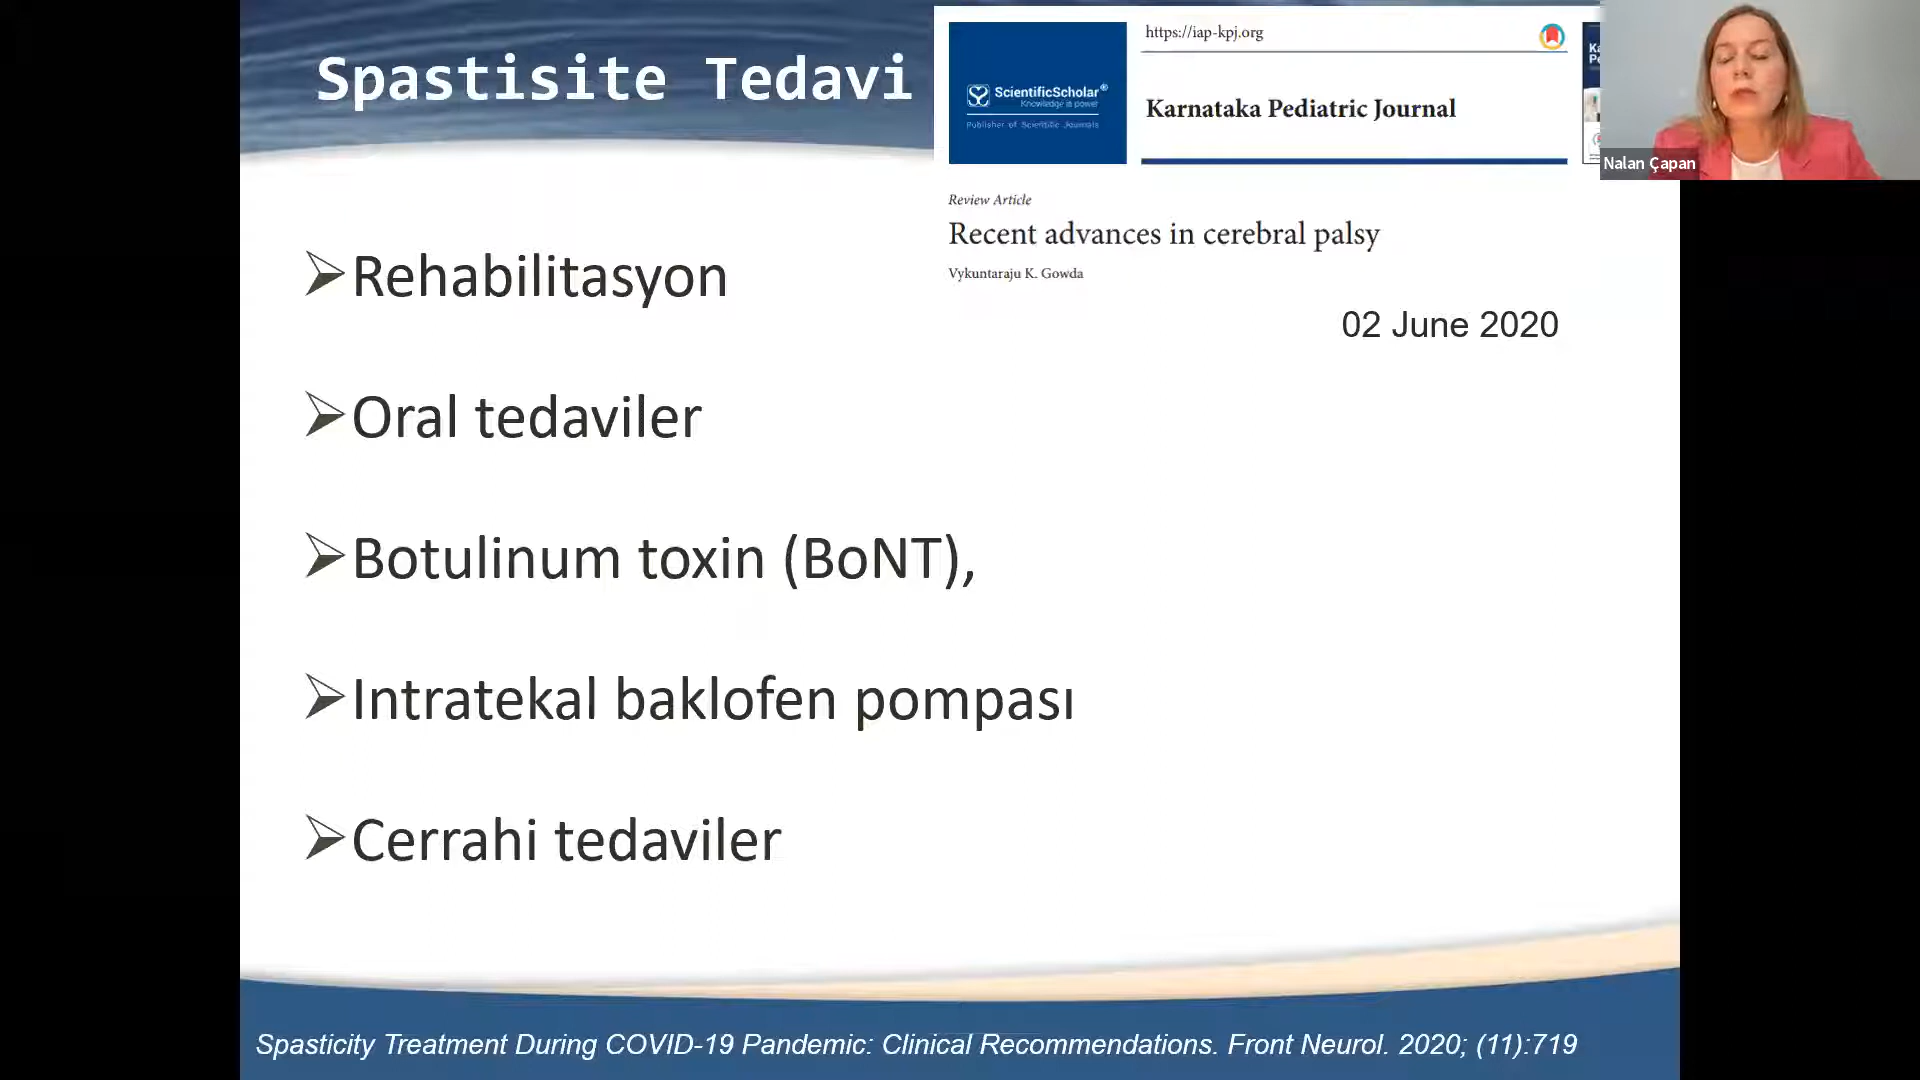 Spastisite Tedavi
https://iap-kpj.org
ScientificScholar®
Knowledge is power
Publisher of Scientific Journals
Karnataka Pediatric Journal
Nalan Çapan
Review Article
Recent advances in cerebral palsy
Vykuntaraju K. Gowda
02 June 2020
Rehabilitasyon
Oral tedaviler
Botulinum toxin (BoNT),
Intratekal baklofen pompası
Cerrahi tedaviler
Spasticity Treatment During COVID-19 Pandemic: Clinical Recommendations. Front Neurol. 2020; (11):719